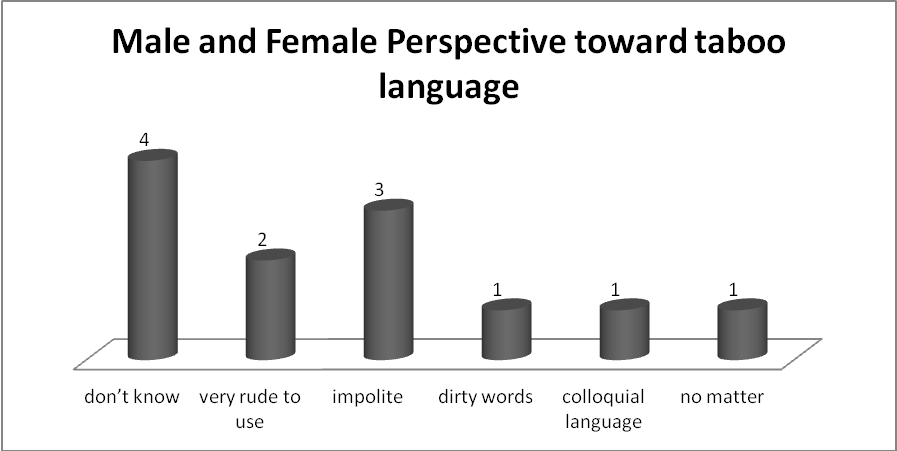 Male and Female Perspective toward taboo
language
4
2
3
1
1
1
don’t know
very rude to
use
impolite
dirty words
colloquial
language
no matter